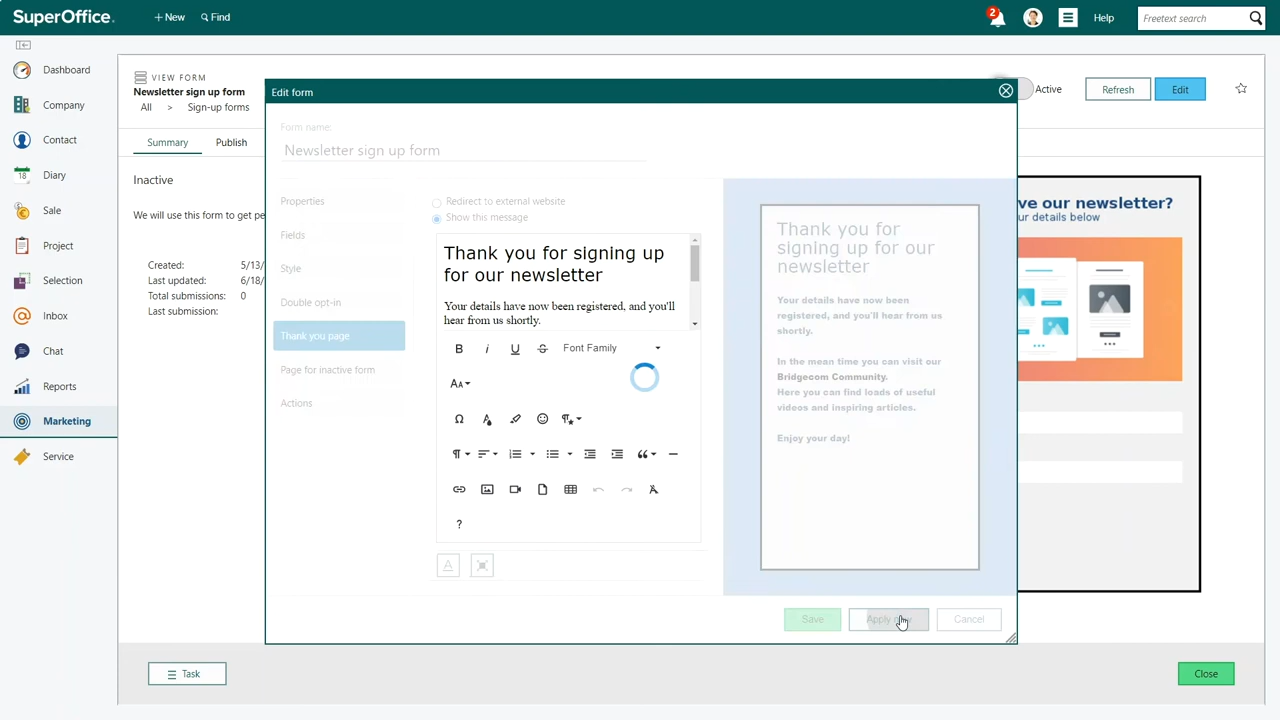 SuperOffice.
New
Find
2
Help
Freetext search
Dashboard
Company
Contact
18
Diary
Sale
Project
Selection
Inbox
Chat
Reports
Marketing
Service
VIEW FORM
Newsletter sign up form
All > Sign-up forms
Active
Refresh
Edit
Summary
Publish
Inactive
We will use this form to get pe
Created: 5/13/
Last updated: 6/18/
Total submissions: 0
Last submission:
Edit form
Form name:
Newsletter sign up form
Properties
Fields
Style
Double opt-in
Thank you page
Page for inactive form
Actions
Redirect to external website
Show this message
Thank you for signing up
for our newsletter
Your details have now been registered, and you'll
hear from us shortly.
Font Family
Thank you for
signing up for our
newsletter
Your details have now been
registered, and you'll hear from us
shortly.
In the mean time you can visit our
Bridgecom Community.
Here you can find loads of useful
videos and inspiring articles.
Enjoy your day!
Save
Apply
Cancel
ve our newsletter?
ur details below
Task
Close